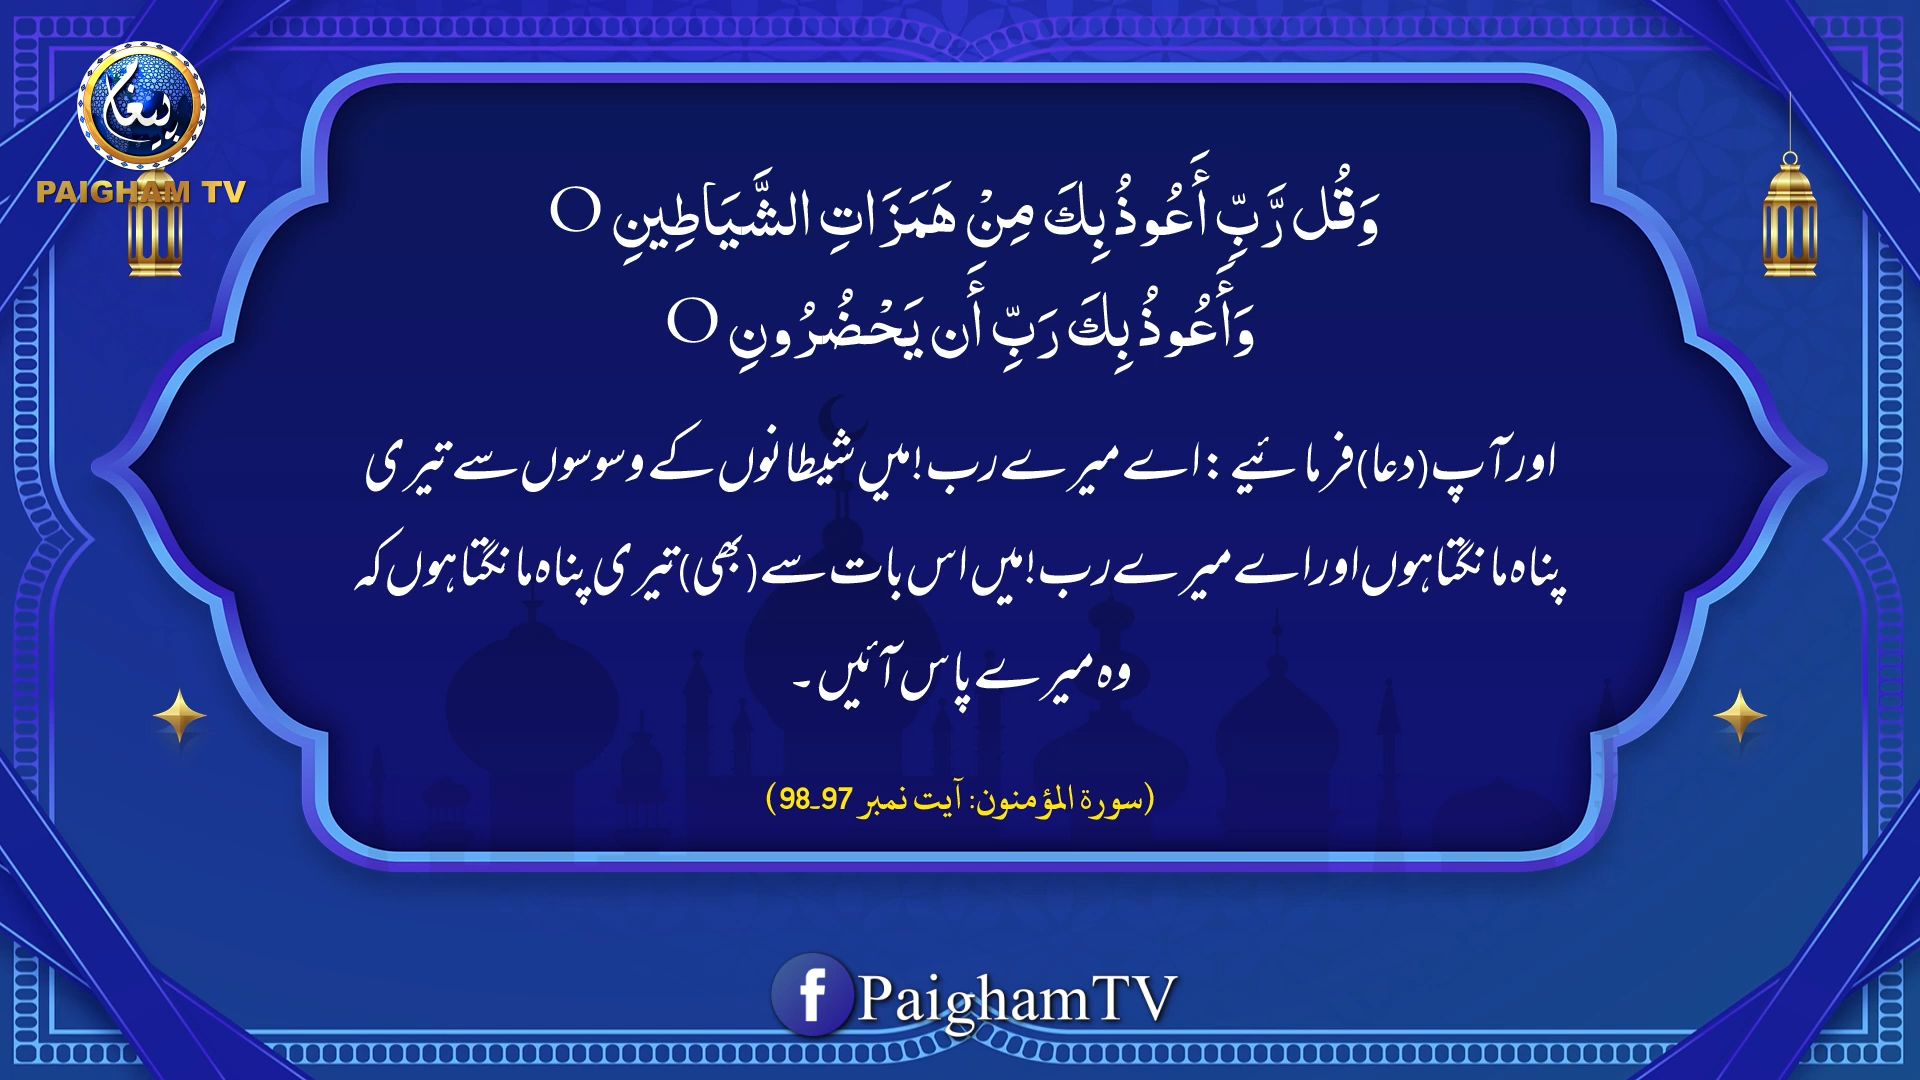 پیغام
PAIGHAM TV
وَقُل رَّبِّ أَعُوذُ بِكَ مِنْ هَمَزَاتِ الشَّيَاطِينِ O
وَأَعُوذُ بِكَ رَبِّ أَن يَحْضُرُونِ O
اور آپ (دعا) فرمائیے : اے میرے رب! میں شیطانوں کے وسوسوں سے تیری
پناہ مانگتا ہوں اور اے میرے رب! میں اس بات سے (بھی) تیری پناہ مانگتا ہوں کہ
وہ میرے پاس آئیں۔
(سورۃ المؤمنون: آیت نمبر 97۔98)
f PaighamTV